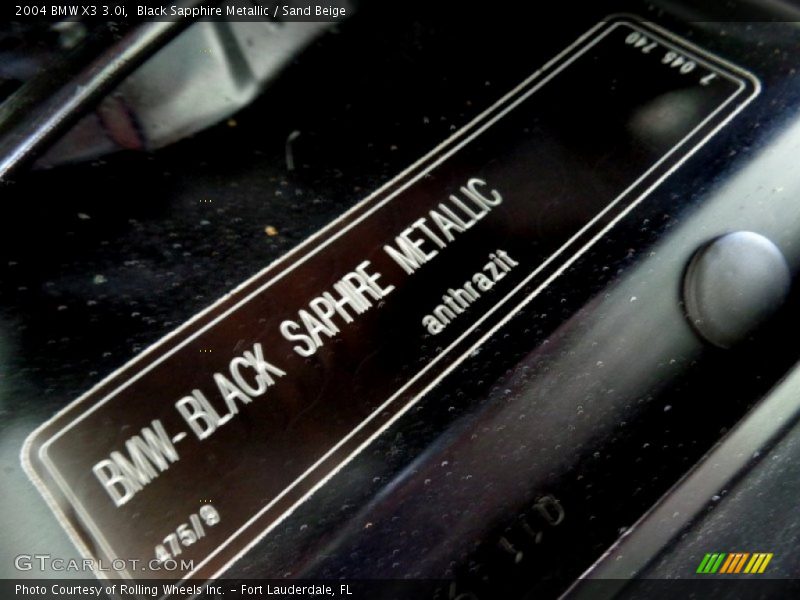 2004 BMW X3 3.0i,  Black Sapphire Metallic / Sand Beige
7 048 740
BMW-BLACK SAPHIRE METALLIC
anthrazit
475/9
GTCARLOT.COM
Photo Courtesy of Rolling Wheels Inc. – Fort Lauderdale, FL